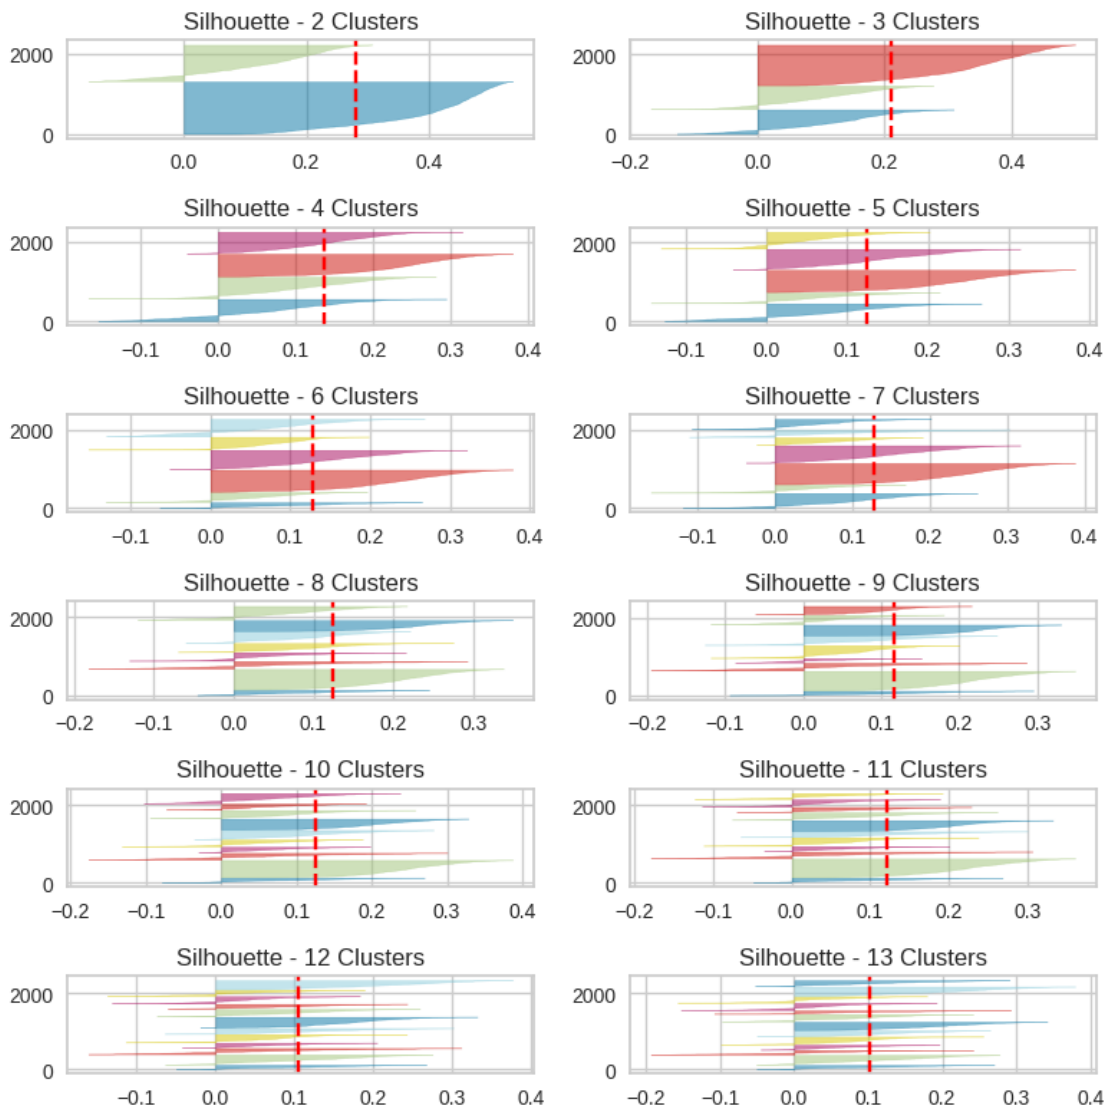 Silhouette - 2 Clusters
2000
0
0.0 0.2 0.4
Silhouette - 3 Clusters
0
−0.2 0.0 0.2 0.4
Silhouette - 4 Clusters
2000
0
−0.1 0.0 0.1 0.2 0.3 0.4
Silhouette - 5 Clusters
−0.1 0.0 0.1 0.2 0.3 0.4
2000
0
Silhouette - 6 Clusters
2000
0
−0.1 0.0 0.1 0.2 0.3 0.4
Silhouette - 7 Clusters
2000
0
−0.1 0.0 0.1 0.2 0.3 0.4
Silhouette - 8 Clusters
2000
0
−0.2 −0.1 0.0 0.1 0.2 0.3
Silhouette - 9 Clusters
2000
0
−0.2 −0.1 0.0 0.1 0.2 0.3
Silhouette - 10 Clusters
2000
0
−0.2 −0.1 0.0 0.1 0.2 0.3 0.4
Silhouette - 11 Clusters
2000
0
−0.2 −0.1 0.0 0.1 0.2 0.3
Silhouette - 12 Clusters
2000
0
−0.2 −0.1 0.0 0.1 0.2 0.3 0.4
Silhouette - 13 Clusters
2000
0
−0.2 −0.1 0.0 0.1 0.2 0.3 0.4